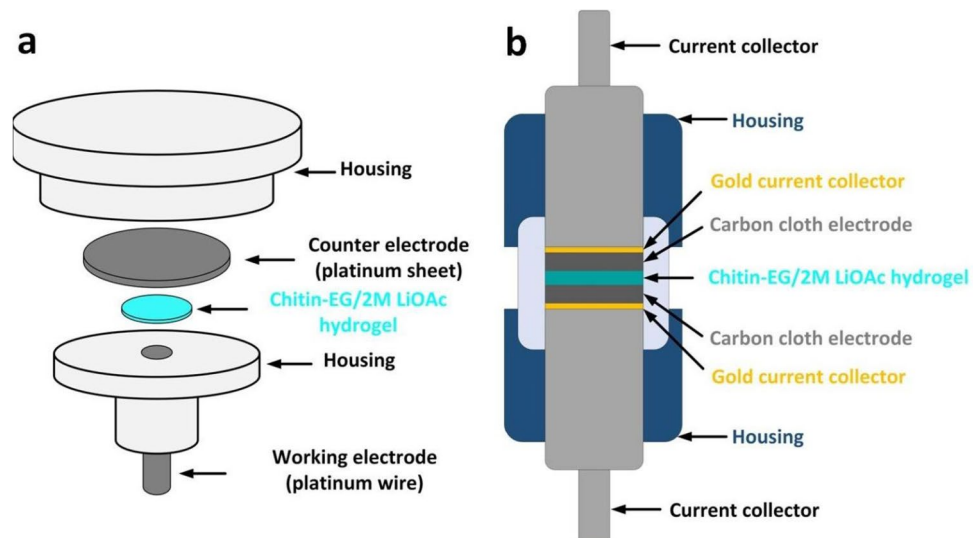 a
Housing
Counter electrode
(platinum sheet)
Chitin-EG/2M LiOAc
hydrogel
Housing
Working electrode
(platinum wire)
b
Current collector
Housing
Gold current collector
Carbon cloth electrode
Chitin-EG/2M LiOAc hydrogel
Carbon cloth electrode
Gold current collector
Housing
Current collector